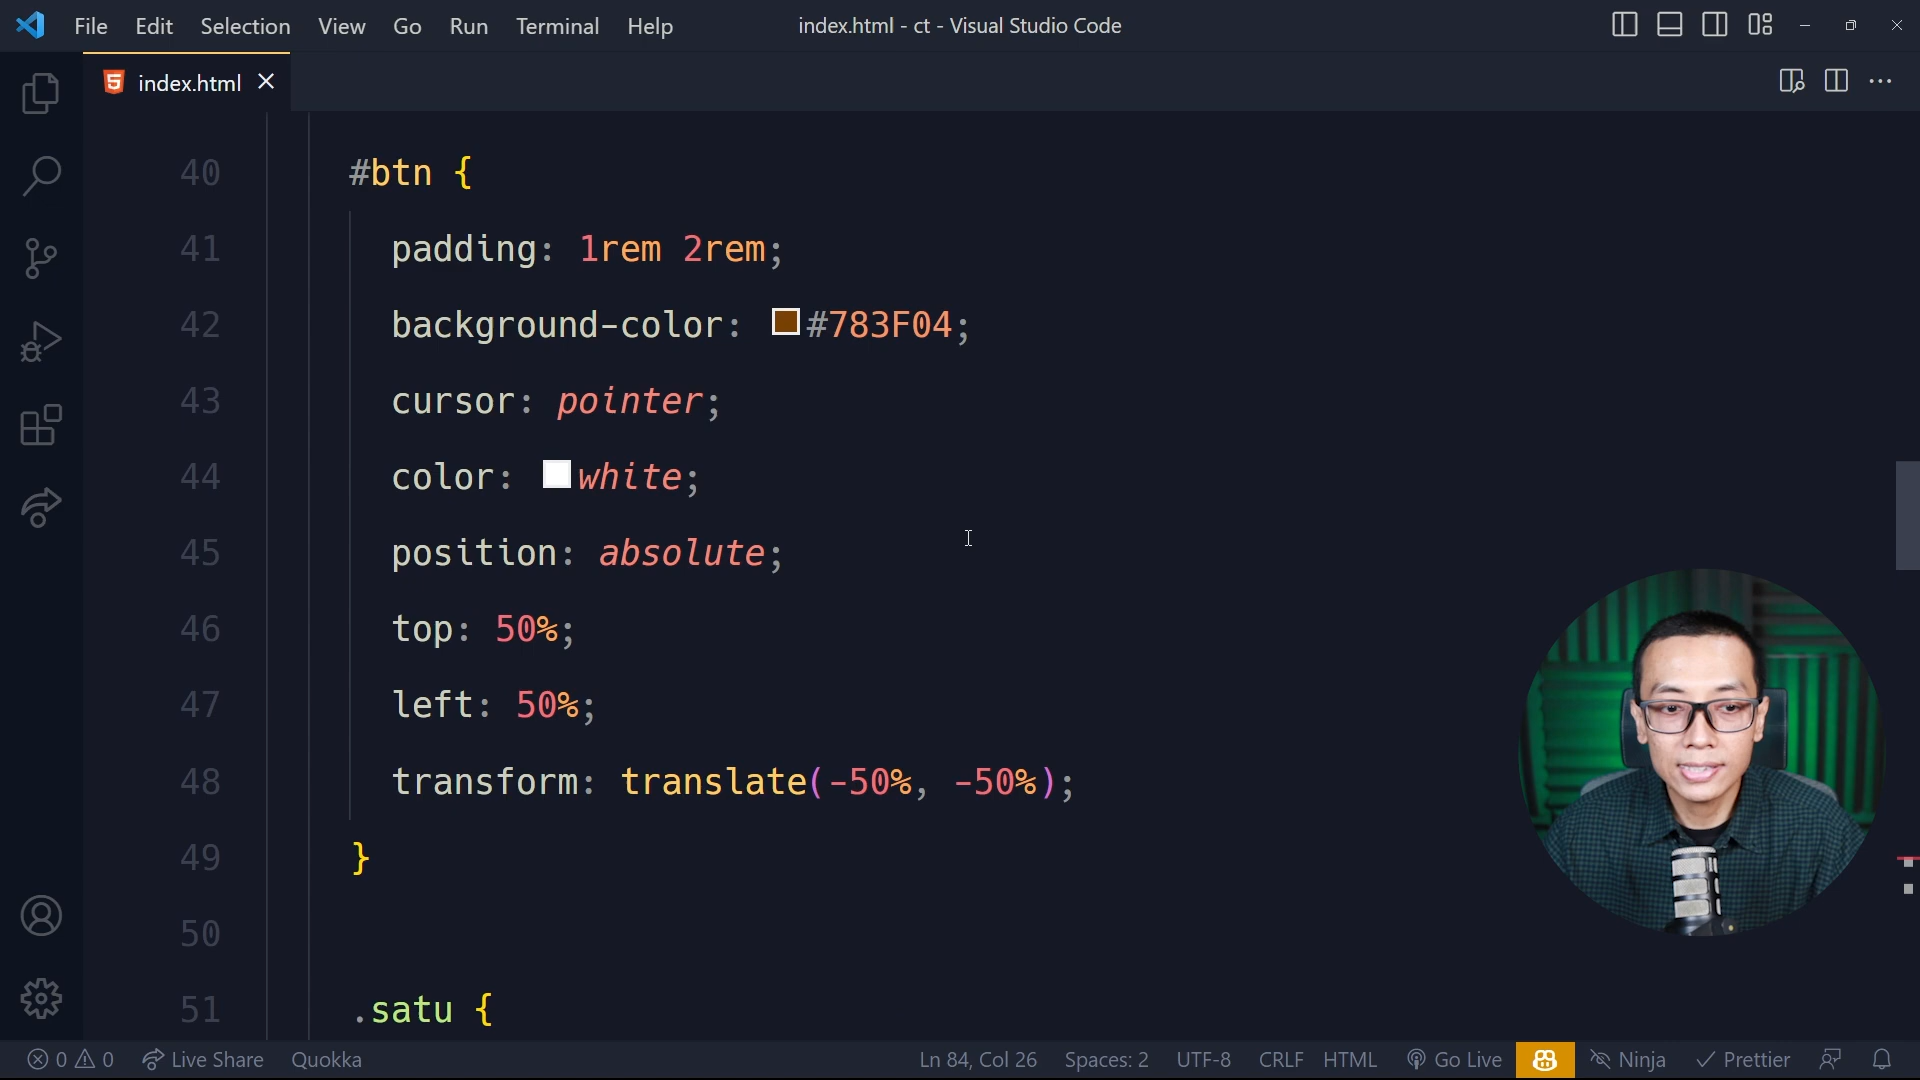 File Edit Selection View Go Run Terminal Help index.html - ct - Visual Studio Code
index.html
40 #btn {
41 padding: 1rem 2rem;
42 background-color: #783F04;
43 cursor: pointer;
44 color: white;
45 position: absolute;
46 top: 50%;
47 left: 50%;
48 transform: translate(-50%, -50%);
49 }
50
51 .satu {
0 0 Live Share Quokka Ln 84, Col 26 Spaces: 2 UTF-8 CRLF HTML Go Live Ninja Prettier